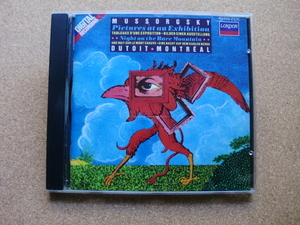 MUSSORGSKY
Pictures at an Exhibition
TABLEAUX D'UNE EXPOSITION · BILDER EINER AUSSTELLUNG
Night on the Bare Mountain
DUTOIT · MONTRÉAL
DIGITAL
LONDON